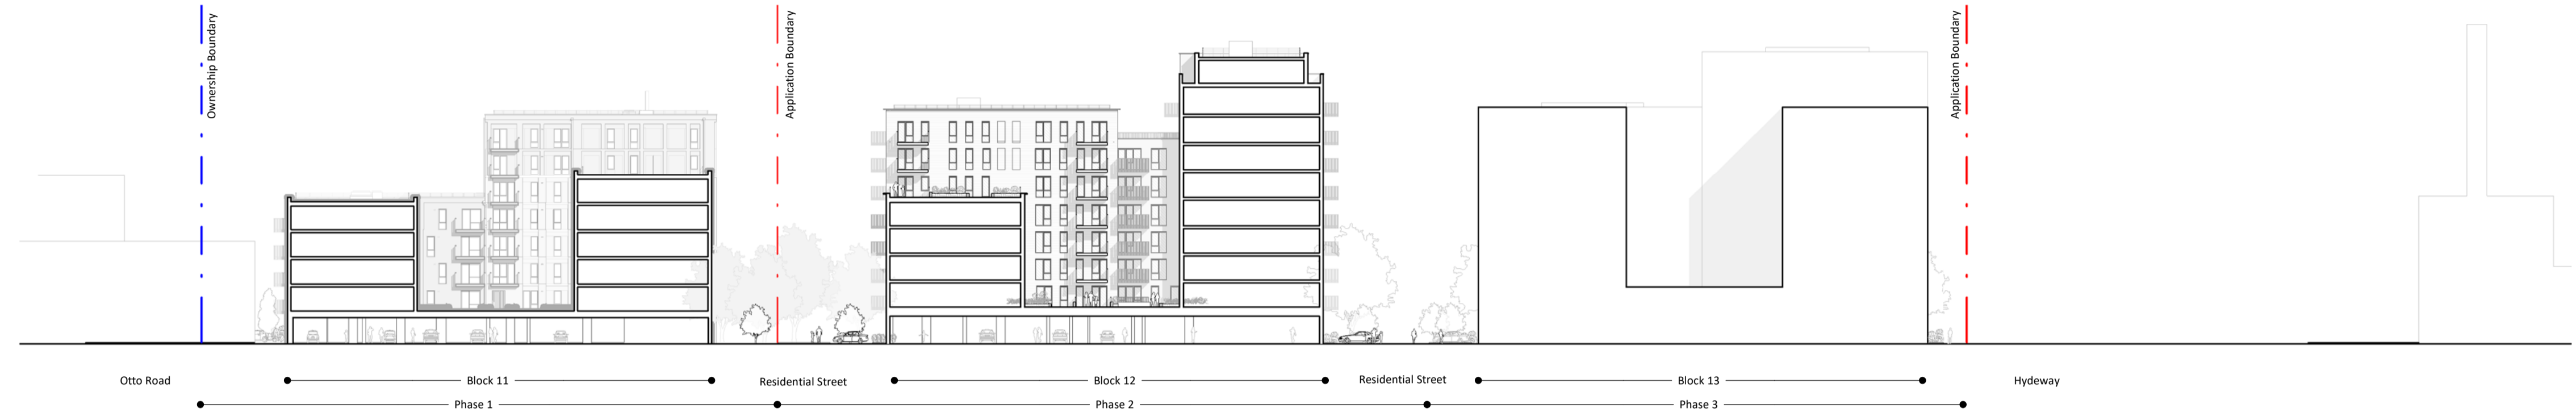 Ownership Boundary
Application Boundary
Application Boundary
Otto Road
Block 11
Residential Street
Block 12
Residential Street
Block 13
Hydeway
Phase 1
Phase 2
Phase 3